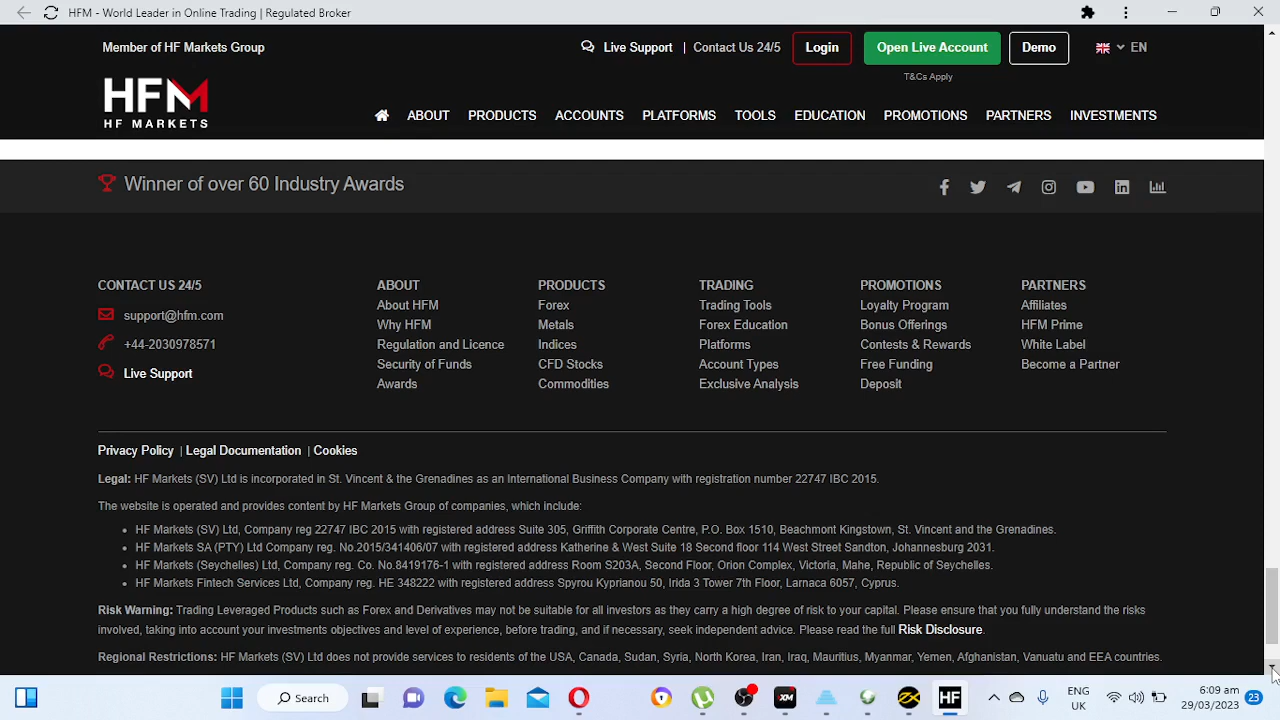 HFM - World Leader in Online Trading | Regulated Broker
Member of HF Markets Group
Live Support | Contact Us 24/5 Login Open Live Account Demo EN
T&Cs Apply
HFM
HF MARKETS
ABOUT PRODUCTS ACCOUNTS PLATFORMS TOOLS EDUCATION PROMOTIONS PARTNERS INVESTMENTS
Winner of over 60 Industry Awards
CONTACT US 24/5
support@hfm.com
+44-2030978571
Live Support
ABOUT
About HFM
Why HFM
Regulation and Licence
Security of Funds
Awards
PRODUCTS
Forex
Metals
Indices
CFD Stocks
Commodities
TRADING
Trading Tools
Forex Education
Platforms
Account Types
Exclusive Analysis
PROMOTIONS
Loyalty Program
Bonus Offerings
Contests & Rewards
Free Funding
Deposit
PARTNERS
Affiliates
HFM Prime
White Label
Become a Partner
Privacy Policy | Legal Documentation | Cookies
Legal: HF Markets (SV) Ltd is incorporated in St. Vincent & the Grenadines as an International Business Company with registration number 22747 IBC 2015.
The website is operated and provides content by HF Markets Group of companies, which include:
• HF Markets (SV) Ltd, Company reg 22747 IBC 2015 with registered address Suite 305, Griffith Corporate Centre, P.O. Box 1510, Beachmont Kingstown, St. Vincent and the Grenadines.
• HF Markets SA (PTY) Ltd Company reg. No.2015/341406/07 with registered address Katherine & West Suite 18 Second floor 114 West Street Sandton, Johannesburg 2031.
• HF Markets (Seychelles) Ltd, Company reg. Co. No.8419176-1 with registered address Room S203A, Second Floor, Orion Complex, Victoria, Mahe, Republic of Seychelles.
• HF Markets Fintech Services Ltd, Company reg. HE 348222 with registered address Spyrou Kyprianou 50, Irida 3 Tower 7th Floor, Larnaca 6057, Cyprus.
Risk Warning: Trading Leveraged Products such as Forex and Derivatives may not be suitable for all investors as they carry a high degree of risk to your capital. Please ensure that you fully understand the risks
involved, taking into account your investments objectives and level of experience, before trading, and if necessary, seek independent advice. Please read the full Risk Disclosure.
Regional Restrictions: HF Markets (SV) Ltd does not provide services to residents of the USA, Canada, Sudan, Syria, North Korea, Iran, Iraq, Mauritius, Myanmar, Yemen, Afghanistan, Vanuatu and EEA countries.
Search
XM
HF
ENG
UK
6:09 am
29/03/2023
23